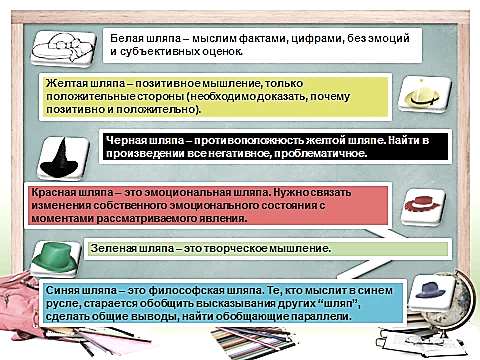 Белая шляпа – мыслим фактами, цифрами, без эмоций
и субъективных оценок.
Желтая шляпа – позитивное мышление, только
положительные стороны (необходимо доказать, почему
позитивно и положительно).
Черная шляпа – противоположность желтой шляпе. Найти в
произведении все негативное, проблематичное.
Красная шляпа – это эмоциональная шляпа. Нужно связать
изменения собственного эмоционального состояния с
моментами рассматриваемого явления.
Зеленая шляпа – это творческое мышление.
Синяя шляпа – это философская шляпа. Те, кто мыслит в синем
русле, старается обобщить высказывания других “шляп”,
сделать общие выводы, найти обобщающие параллели.